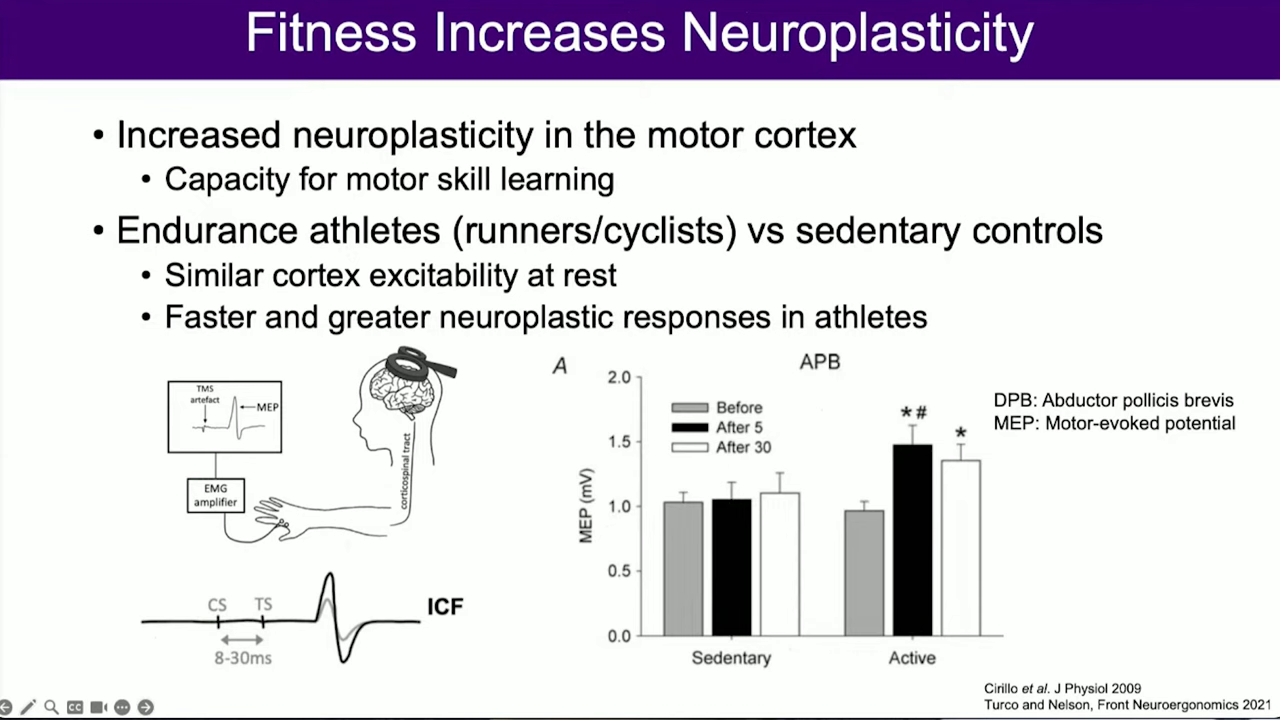 Fitness Increases Neuroplasticity
• Increased neuroplasticity in the motor cortex
• Capacity for motor skill learning
• Endurance athletes (runners/cyclists) vs sedentary controls
• Similar cortex excitability at rest
• Faster and greater neuroplastic responses in athletes
TMS
artefact
MEP
EMG
amplifier
corticospinal tract
CS
TS
8-30ms
ICF
A
APB
2.0
1.5
1.0
0.5
0.0
MEP (mV)
Before
After 5
After 30
* #
*
Sedentary
Active
DPB: Abductor pollicis brevis
MEP: Motor-evoked potential
Cirillo et al. J Physiol 2009
Turco and Nelson, Front Neuroergonomics 2021
CC